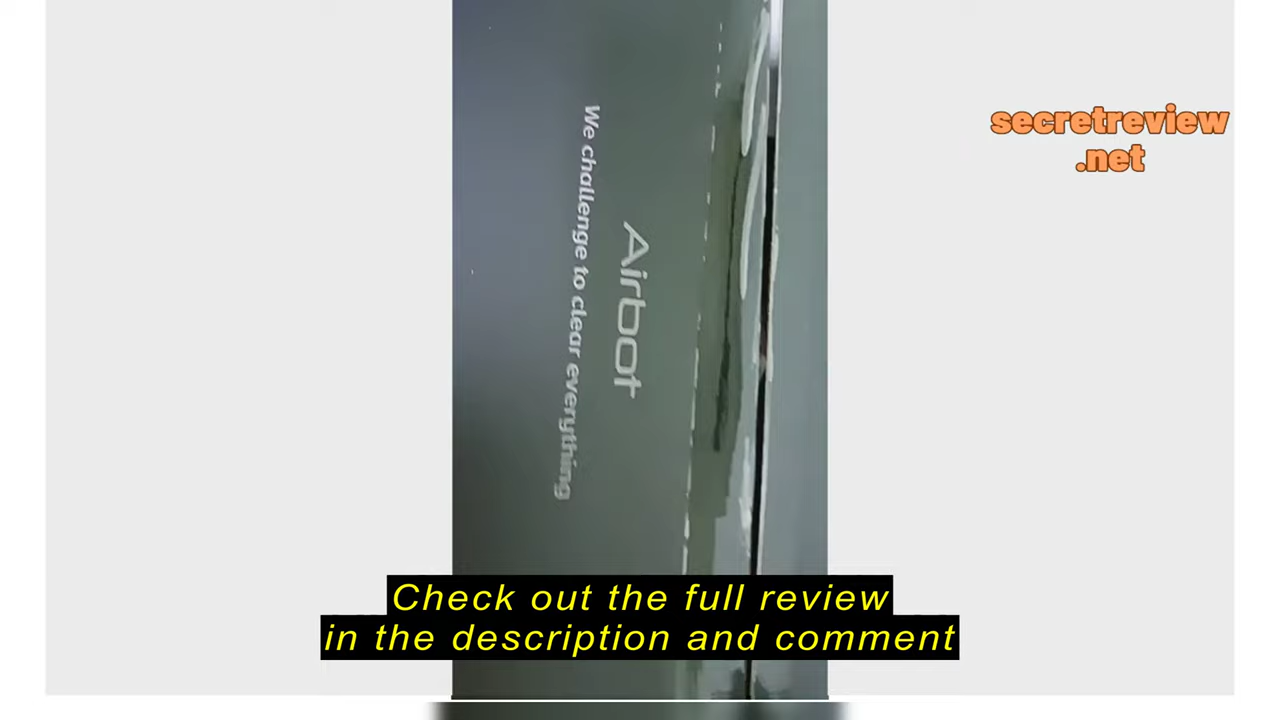 secretreview
.net
Airbot
We challenge to clear everything
Check out the full review
in the description and comment